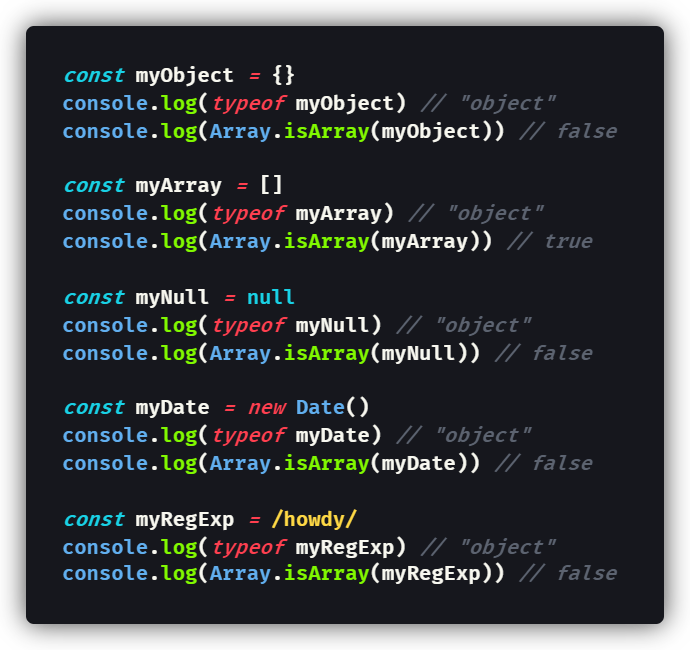 const myObject = {}
console.log(typeof myObject) // "object"
console.log(Array.isArray(myObject)) // false
const myArray = []
console.log(typeof myArray) // "object"
console.log(Array.isArray(myArray)) // true
const myNull = null
console.log(typeof myNull) // "object"
console.log(Array.isArray(myNull)) // false
const myDate = new Date()
console.log(typeof myDate) // "object"
console.log(Array.isArray(myDate)) // false
const myRegExp = /howdy/
console.log(typeof myRegExp) // "object"
console.log(Array.isArray(myRegExp)) // false